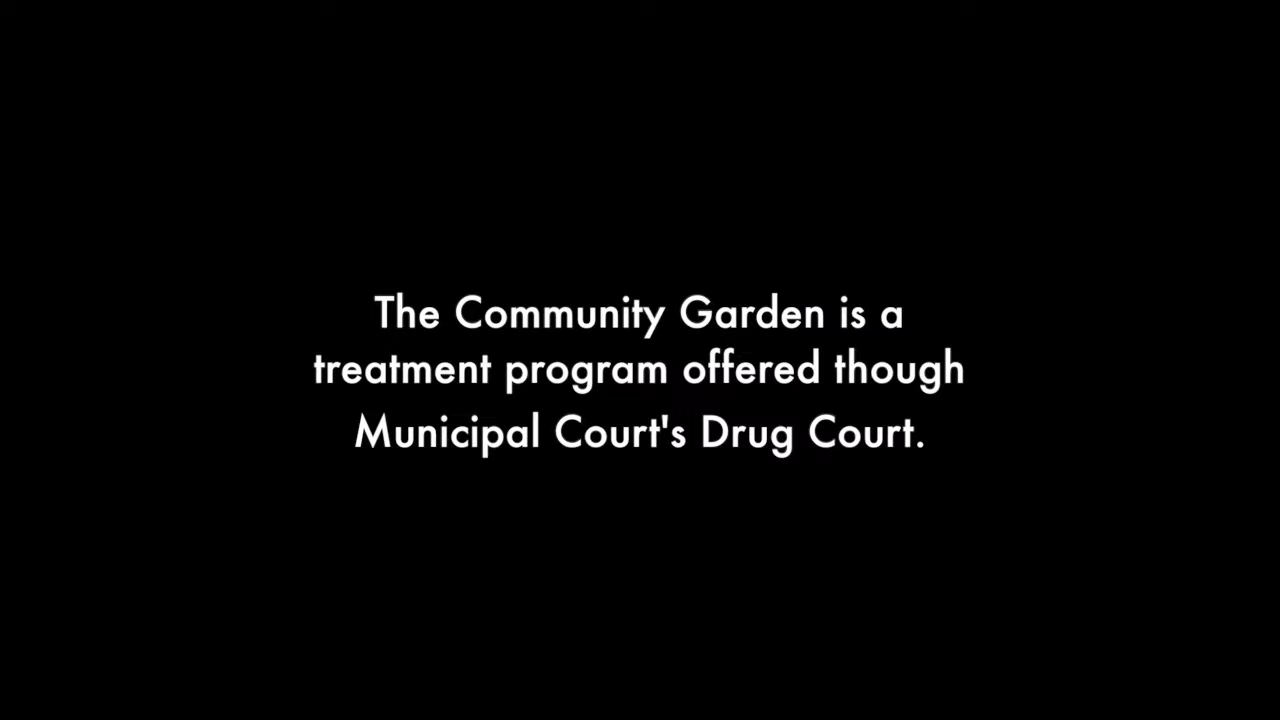 The Community Garden is a
treatment program offered though
Municipal Court's Drug Court.